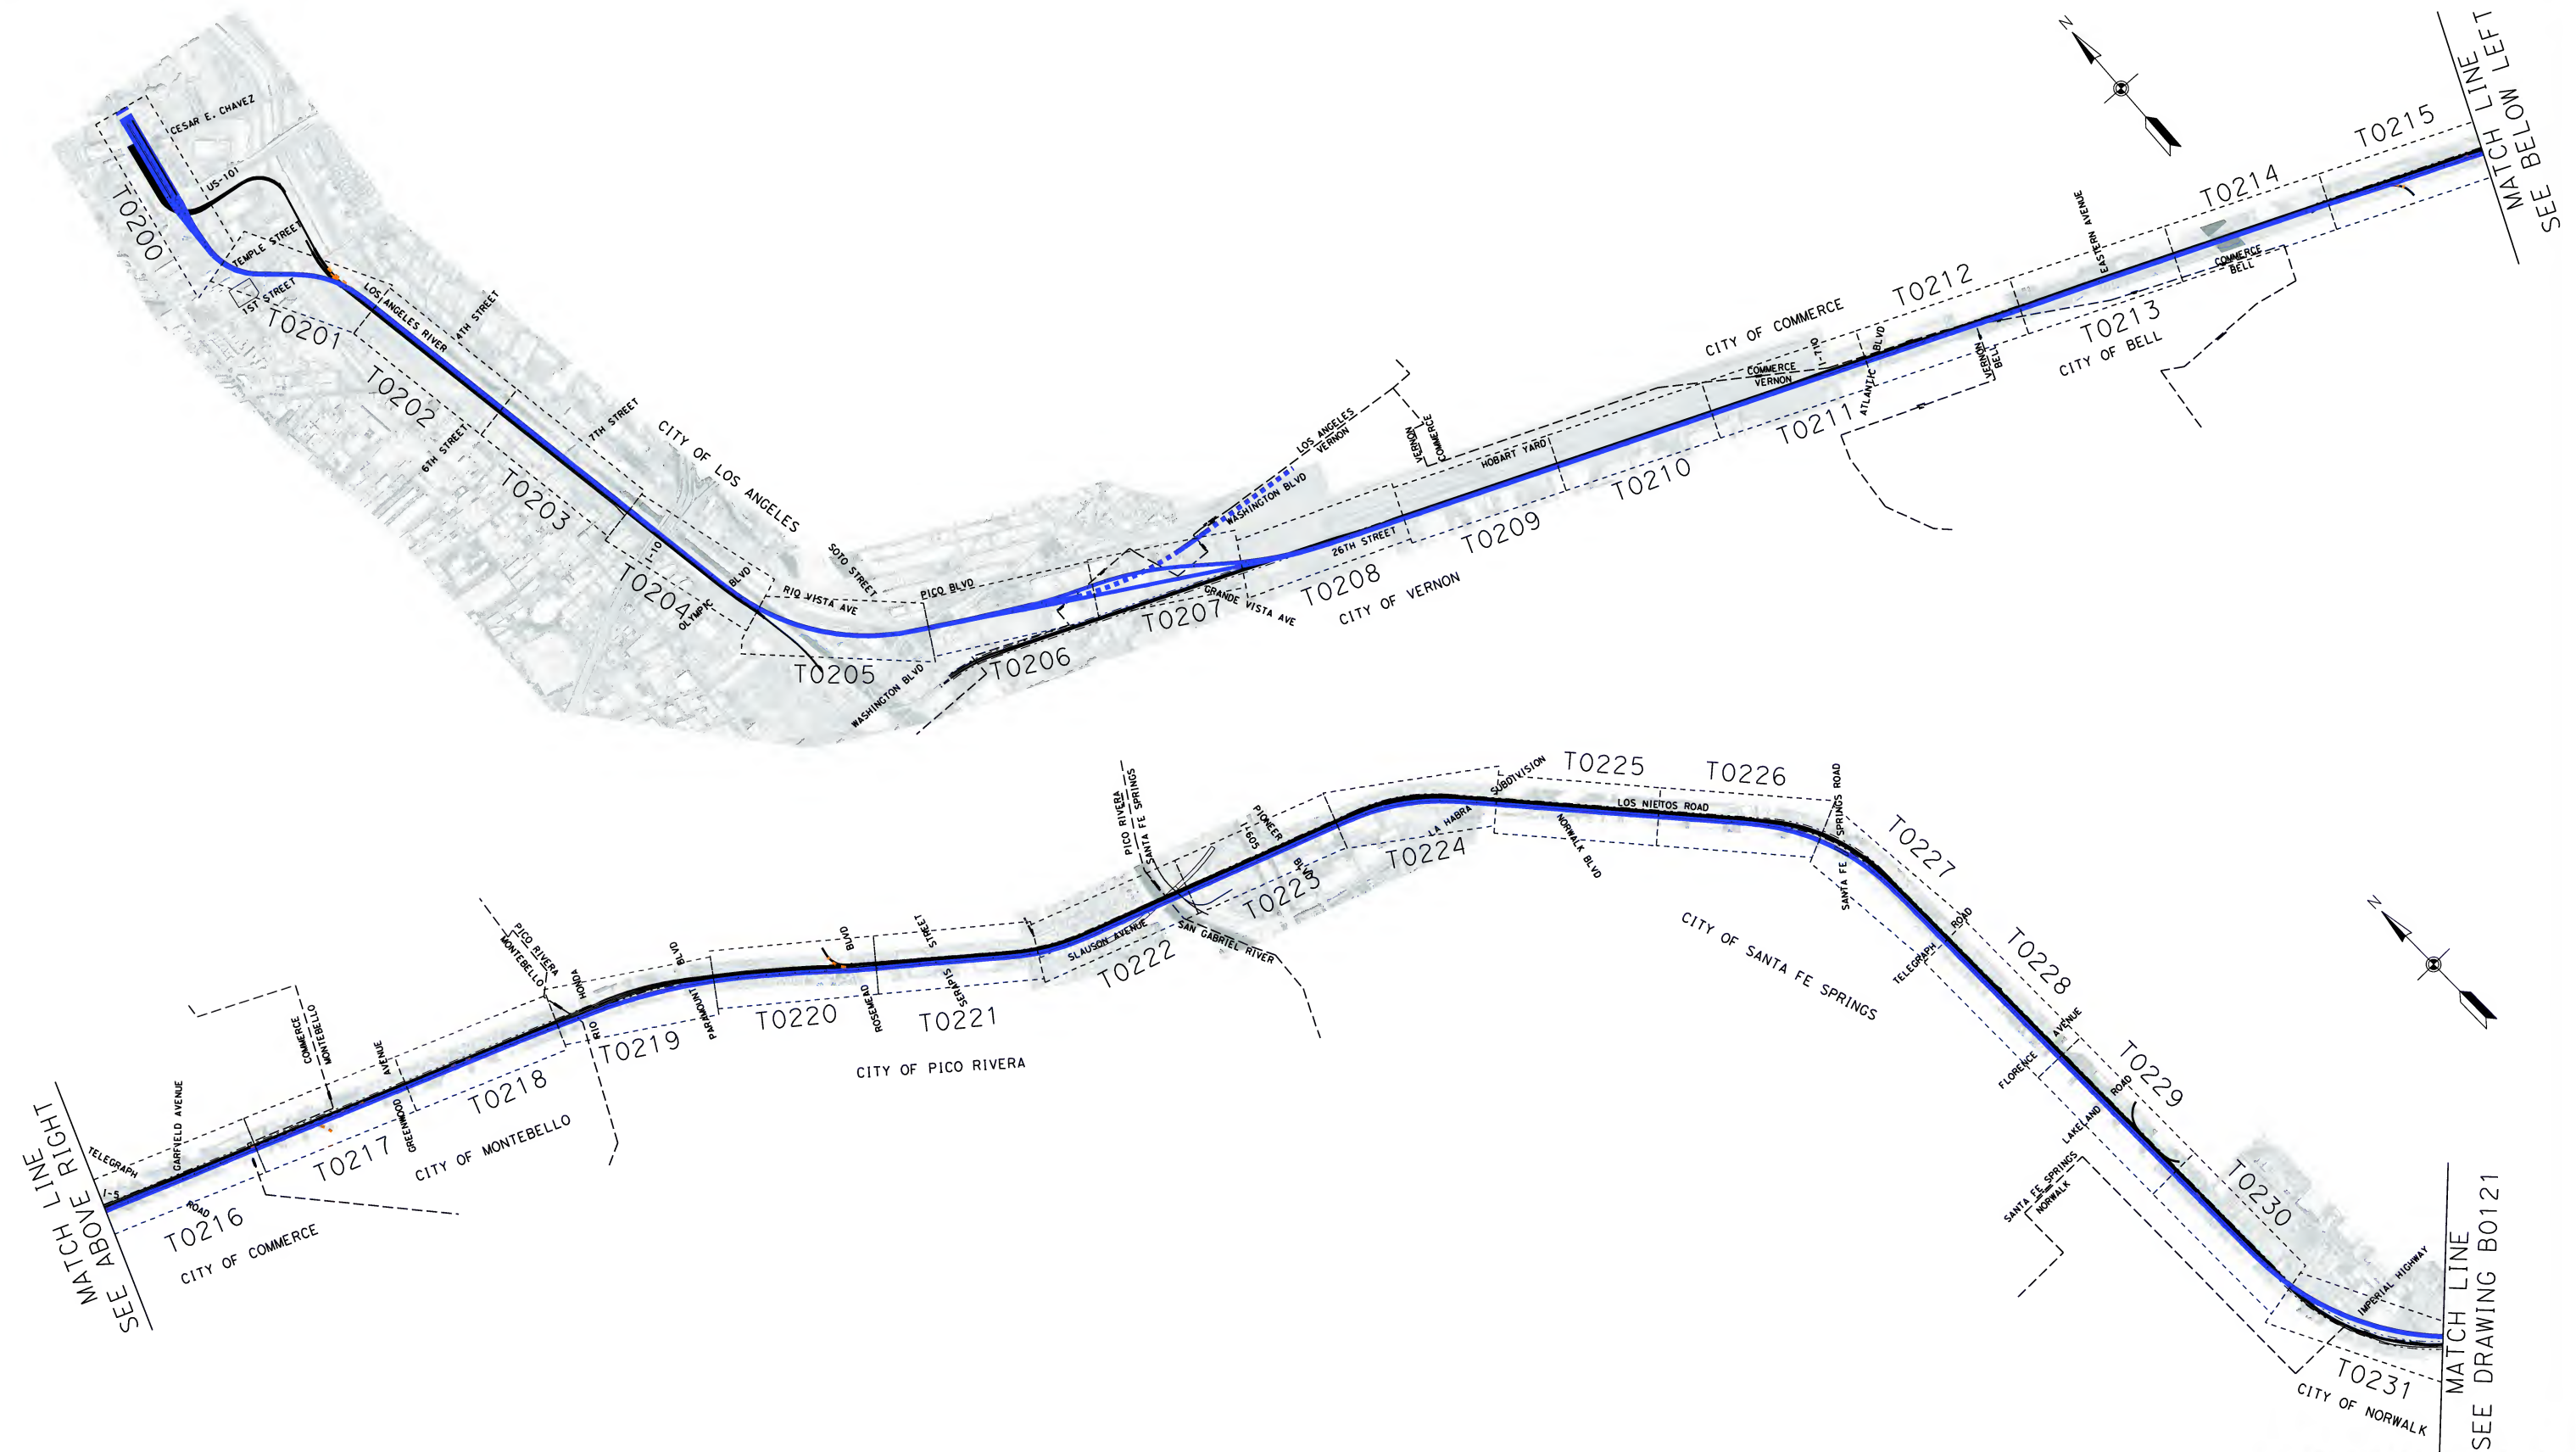 CESAR E. CHAVEZ
US-101
T0200
TEMPLE STREET
1ST STREET
T0201
LOS ANGELES RIVER
4TH STREET
T0202
6TH STREET
7TH STREET
CITY OF LOS ANGELES
T0203
I-10
T0204
OLYMPIC
BLVD
RIO VISTA AVE
SOTO STREET
T0205
PICO BLVD
WASHINGTON BLVD
T0206
T0207
GRANDE VISTA AVE
LOS ANGELES
VERNON
WASHINGTON BLVD
26TH STREET
T0208
CITY OF VERNON
VERNON
COMMERCE
HOBART YARD
T0209
T0210
CITY OF COMMERCE
COMMERCE
VERNON
I-710
T0211
ATLANTIC BLVD
T0212
VERNON
BELL
EASTERN AVENUE
T0213
CITY OF BELL
T0214
COMMERCE
BELL
T0215
N
MATCH LINE
SEE BELOW LEFT
MATCH LINE
SEE ABOVE RIGHT
TELEGRAPH
ROAD
I-5
GARFIELD AVENUE
T0216
CITY OF COMMERCE
COMMERCE
MONTEBELLO
T0217
GREENWOOD
AVENUE
T0218
CITY OF MONTEBELLO
PICO RIVERA
MONTEBELLO
RIO
HONDA
T0219
PARAMOUNT
BLVD
T0220
ROSEMEAD
BLVD
T0221
SERAPIS
STREET
CITY OF PICO RIVERA
SLAUSON AVENUE
T0222
PICO RIVERA
SANTA FE SPRINGS
SAN GABRIEL RIVER
T0223
I-605
PIONEER
BLVD
T0224
LA HABRA
SUBDIVISION
NORWALK BLVD
T0225
LOS NIETOS ROAD
T0226
SANTA FE
SPRINGS ROAD
T0227
CITY OF SANTA FE SPRINGS
TELEGRAPH
ROAD
T0228
FLORENCE
AVENUE
T0229
LAKELAND
ROAD
SANTA FE SPRINGS
NORWALK
T0230
IMPERIAL HIGHWAY
T0231
CITY OF NORWALK
N
MATCH LINE
SEE DRAWING B0121